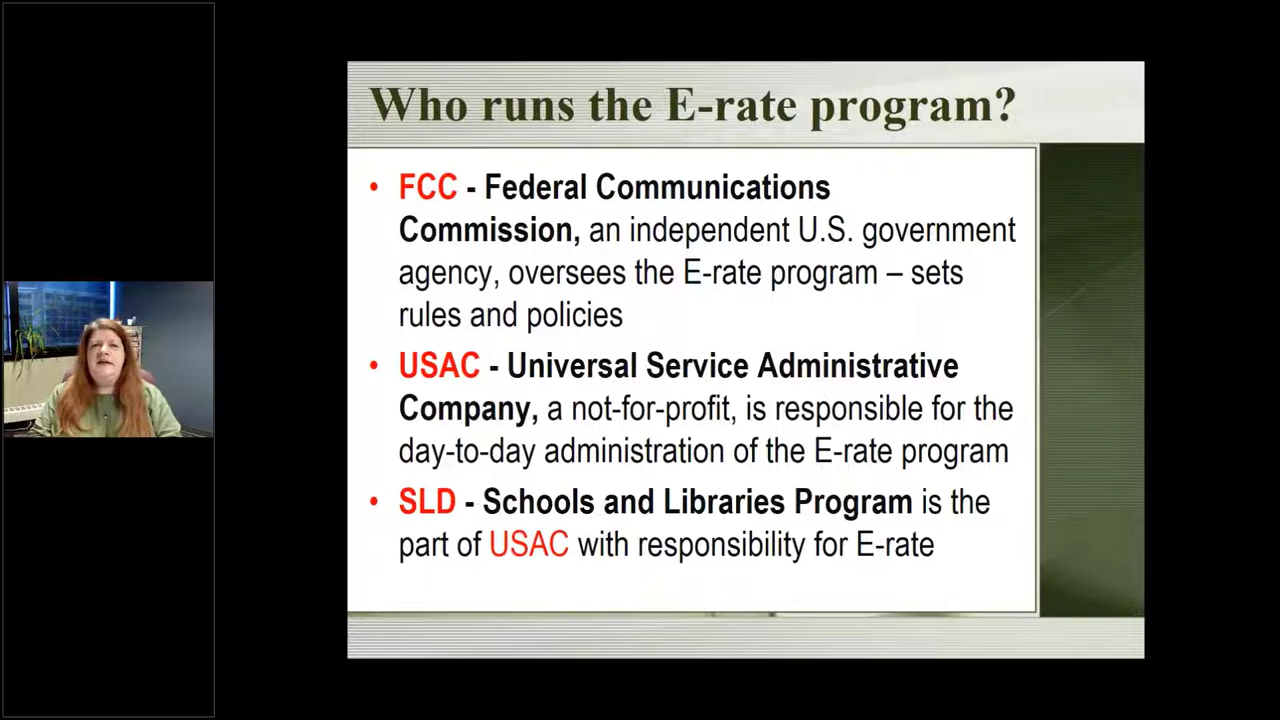 Who runs the E-rate program?
• FCC - Federal Communications
Commission, an independent U.S. government
agency, oversees the E-rate program – sets
rules and policies
• USAC - Universal Service Administrative
Company, a not-for-profit, is responsible for the
day-to-day administration of the E-rate program
• SLD - Schools and Libraries Program is the
part of USAC with responsibility for E-rate